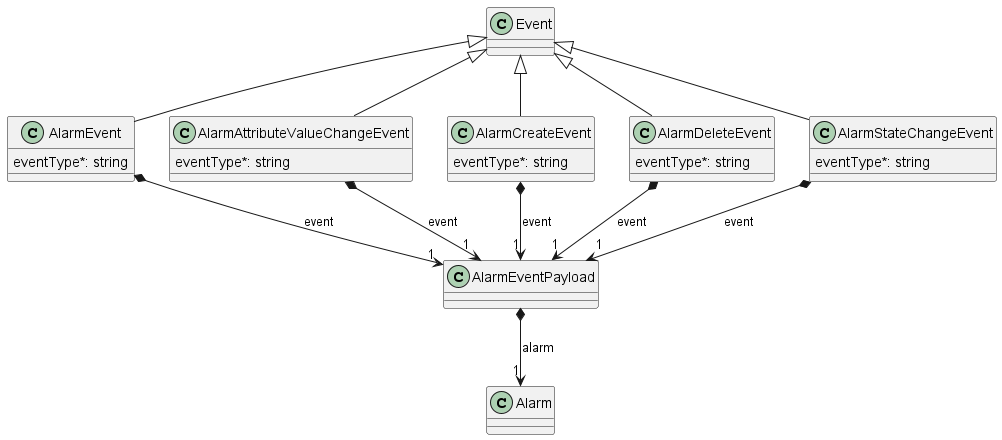 C Event
C AlarmEvent
eventType*: string
C AlarmAttributeValueChangeEvent
eventType*: string
C AlarmCreateEvent
eventType*: string
C AlarmDeleteEvent
eventType*: string
C AlarmStateChangeEvent
eventType*: string
event
event
event
event
event
1
1
1
1
1
C AlarmEventPayload
alarm
1
C Alarm